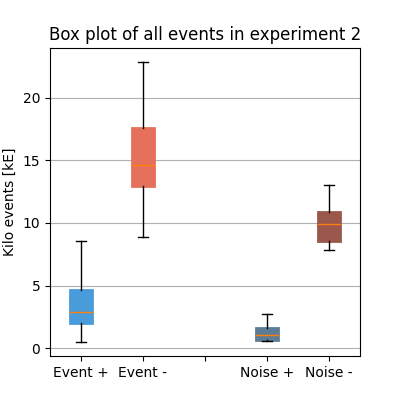 Box plot of all events in experiment 2
Kilo events [kE]
20
15
10
5
0
Event + Event - Noise + Noise -